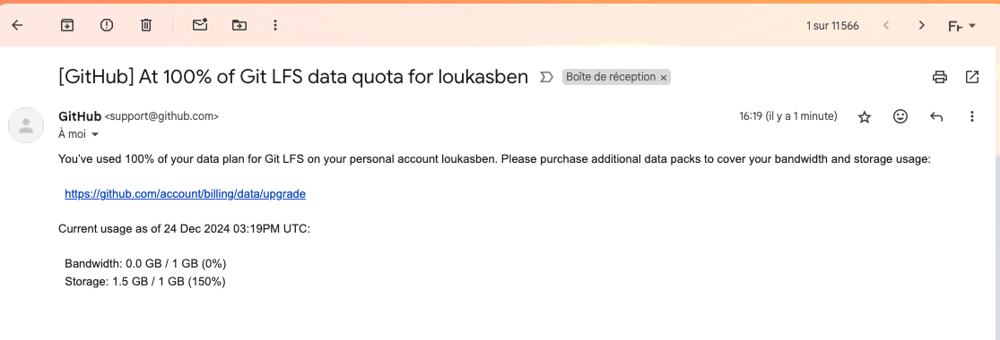 1 sur 11 566
Fr
[GitHub] At 100% of Git LFS data quota for loukasben
Boîte de réception ×
GitHub <support@github.com>
16:19 (il y a 1 minute)
À moi
You've used 100% of your data plan for Git LFS on your personal account loukasben. Please purchase additional data packs to cover your bandwidth and storage usage:
https://github.com/account/billing/data/upgrade
Current usage as of 24 Dec 2024 03:19PM UTC:
Bandwidth: 0.0 GB / 1 GB (0%)
Storage: 1.5 GB / 1 GB (150%)